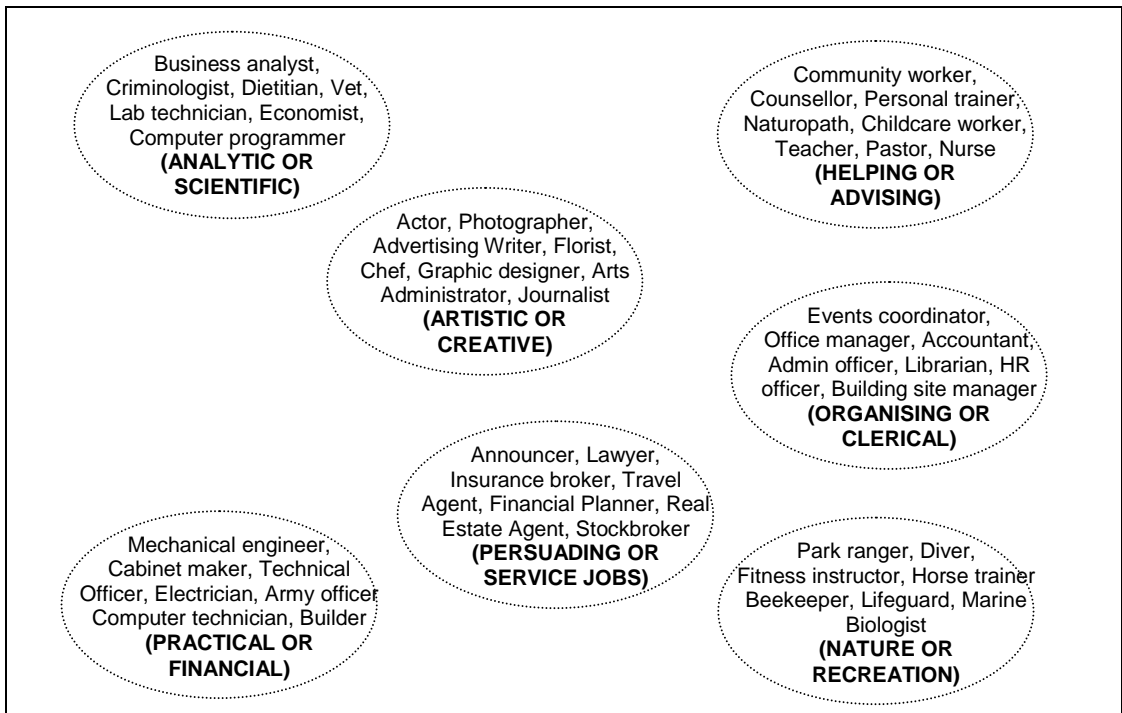 Business analyst,
Criminologist, Dietitian, Vet,
Lab technician, Economist,
Computer programmer
(ANALYTIC OR
SCIENTIFIC)
Community worker,
Counsellor, Personal trainer,
Naturopath, Childcare worker,
Teacher, Pastor, Nurse
(HELPING OR
ADVISING)
Actor, Photographer,
Advertising Writer, Florist,
Chef, Graphic designer, Arts
Administrator, Journalist
(ARTISTIC OR
CREATIVE)
Events coordinator,
Office manager, Accountant,
Admin officer, Librarian, HR
officer, Building site manager
(ORGANISING OR
CLERICAL)
Announcer, Lawyer,
Insurance broker, Travel
Agent, Financial Planner, Real
Estate Agent, Stockbroker
(PERSUADING OR
SERVICE JOBS)
Mechanical engineer,
Cabinet maker, Technical
Officer, Electrician, Army officer
Computer technician, Builder
(PRACTICAL OR
FINANCIAL)
Park ranger, Diver,
Fitness instructor, Horse trainer
Beekeeper, Lifeguard, Marine
Biologist
(NATURE OR
RECREATION)